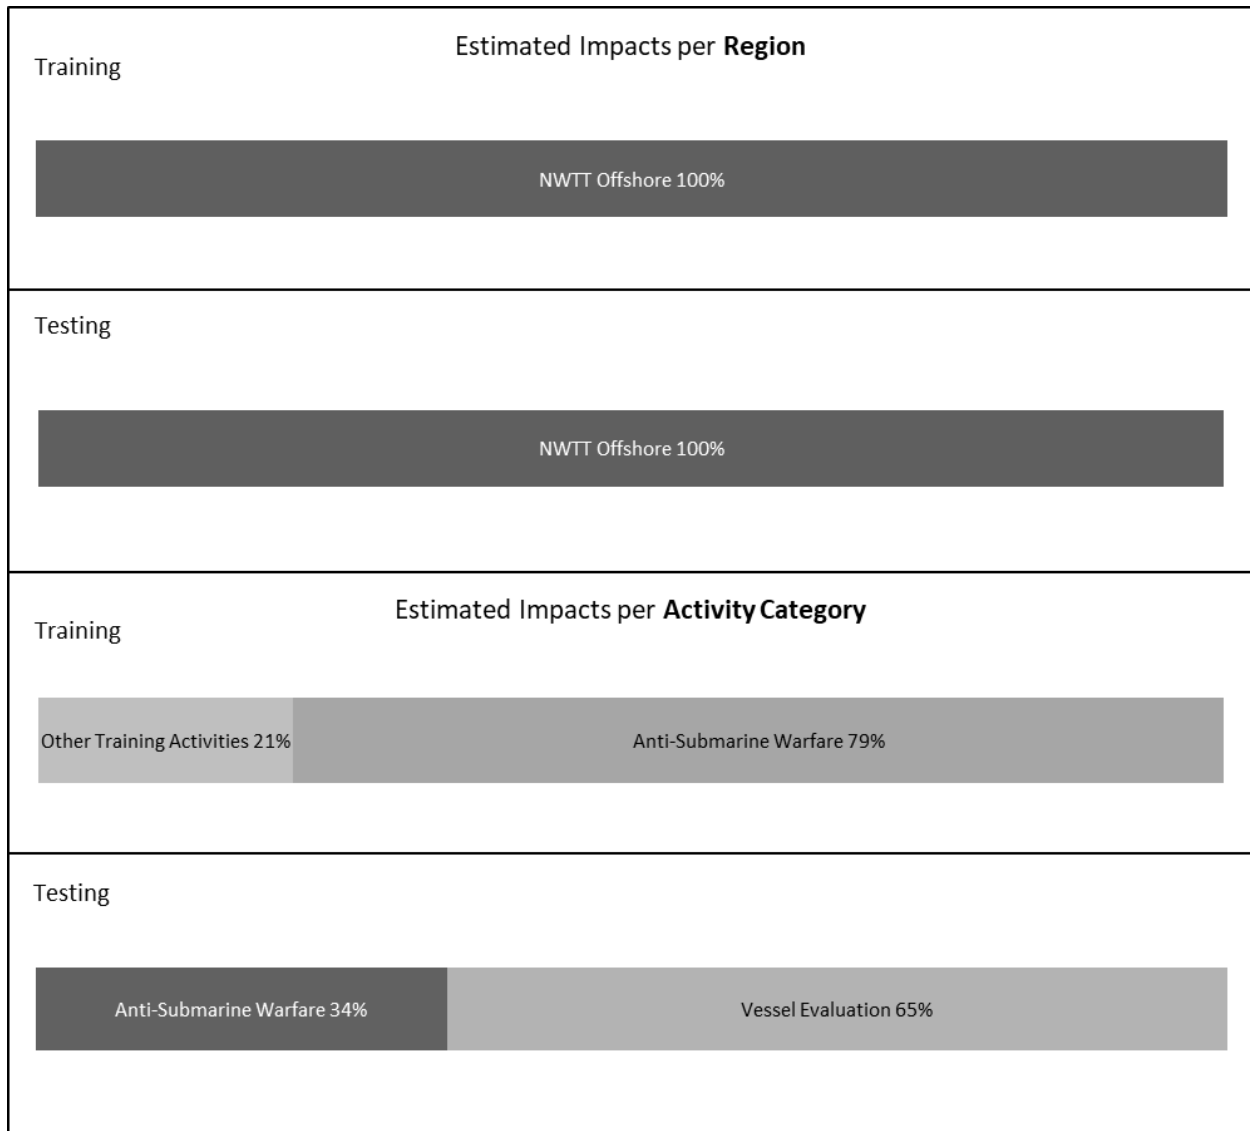 Estimated Impacts per Region
Training
NWTT Offshore 100%
Testing
NWTT Offshore 100%
Estimated Impacts per Activity Category
Training
Other Training Activities 21%
Anti-Submarine Warfare 79%
Testing
Anti-Submarine Warfare 34%
Vessel Evaluation 65%